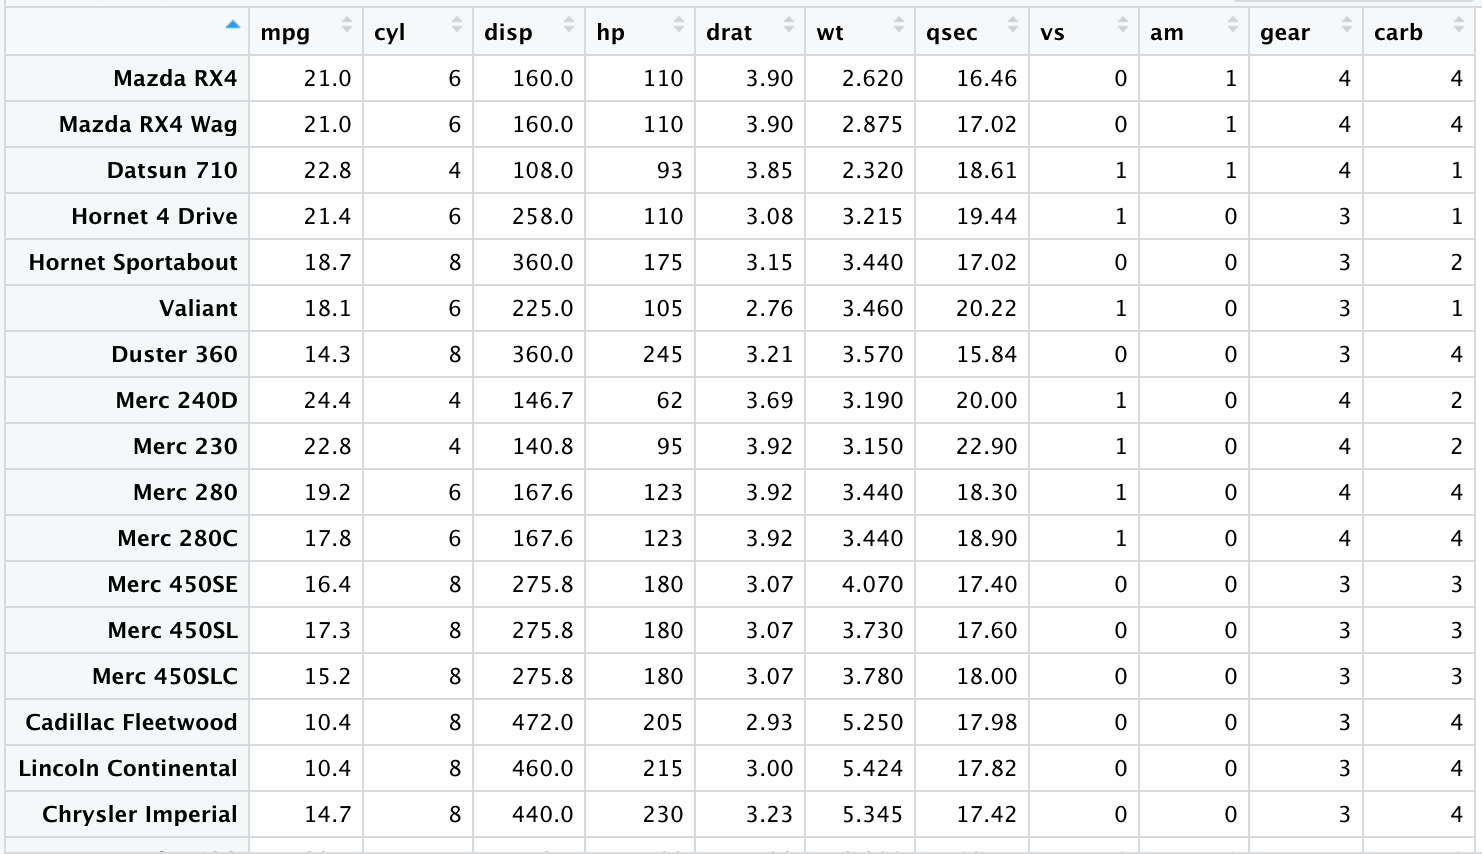 mpg cyl disp hp drat wt qsec vs am gear carb
Mazda RX4 21.0 6 160.0 110 3.90 2.620 16.46 0 1 4 4
Mazda RX4 Wag 21.0 6 160.0 110 3.90 2.875 17.02 0 1 4 4
Datsun 710 22.8 4 108.0 93 3.85 2.320 18.61 1 1 4 1
Hornet 4 Drive 21.4 6 258.0 110 3.08 3.215 19.44 1 0 3 1
Hornet Sportabout 18.7 8 360.0 175 3.15 3.440 17.02 0 0 3 2
Valiant 18.1 6 225.0 105 2.76 3.460 20.22 1 0 3 1
Duster 360 14.3 8 360.0 245 3.21 3.570 15.84 0 0 3 4
Merc 240D 24.4 4 146.7 62 3.69 3.190 20.00 1 0 4 2
Merc 230 22.8 4 140.8 95 3.92 3.150 22.90 1 0 4 2
Merc 280 19.2 6 167.6 123 3.92 3.440 18.30 1 0 4 4
Merc 280C 17.8 6 167.6 123 3.92 3.440 18.90 1 0 4 4
Merc 450SE 16.4 8 275.8 180 3.07 4.070 17.40 0 0 3 3
Merc 450SL 17.3 8 275.8 180 3.07 3.730 17.60 0 0 3 3
Merc 450SLC 15.2 8 275.8 180 3.07 3.780 18.00 0 0 3 3
Cadillac Fleetwood 10.4 8 472.0 205 2.93 5.250 17.98 0 0 3 4
Lincoln Continental 10.4 8 460.0 215 3.00 5.424 17.82 0 0 3 4
Chrysler Imperial 14.7 8 440.0 230 3.23 5.345 17.42 0 0 3 4